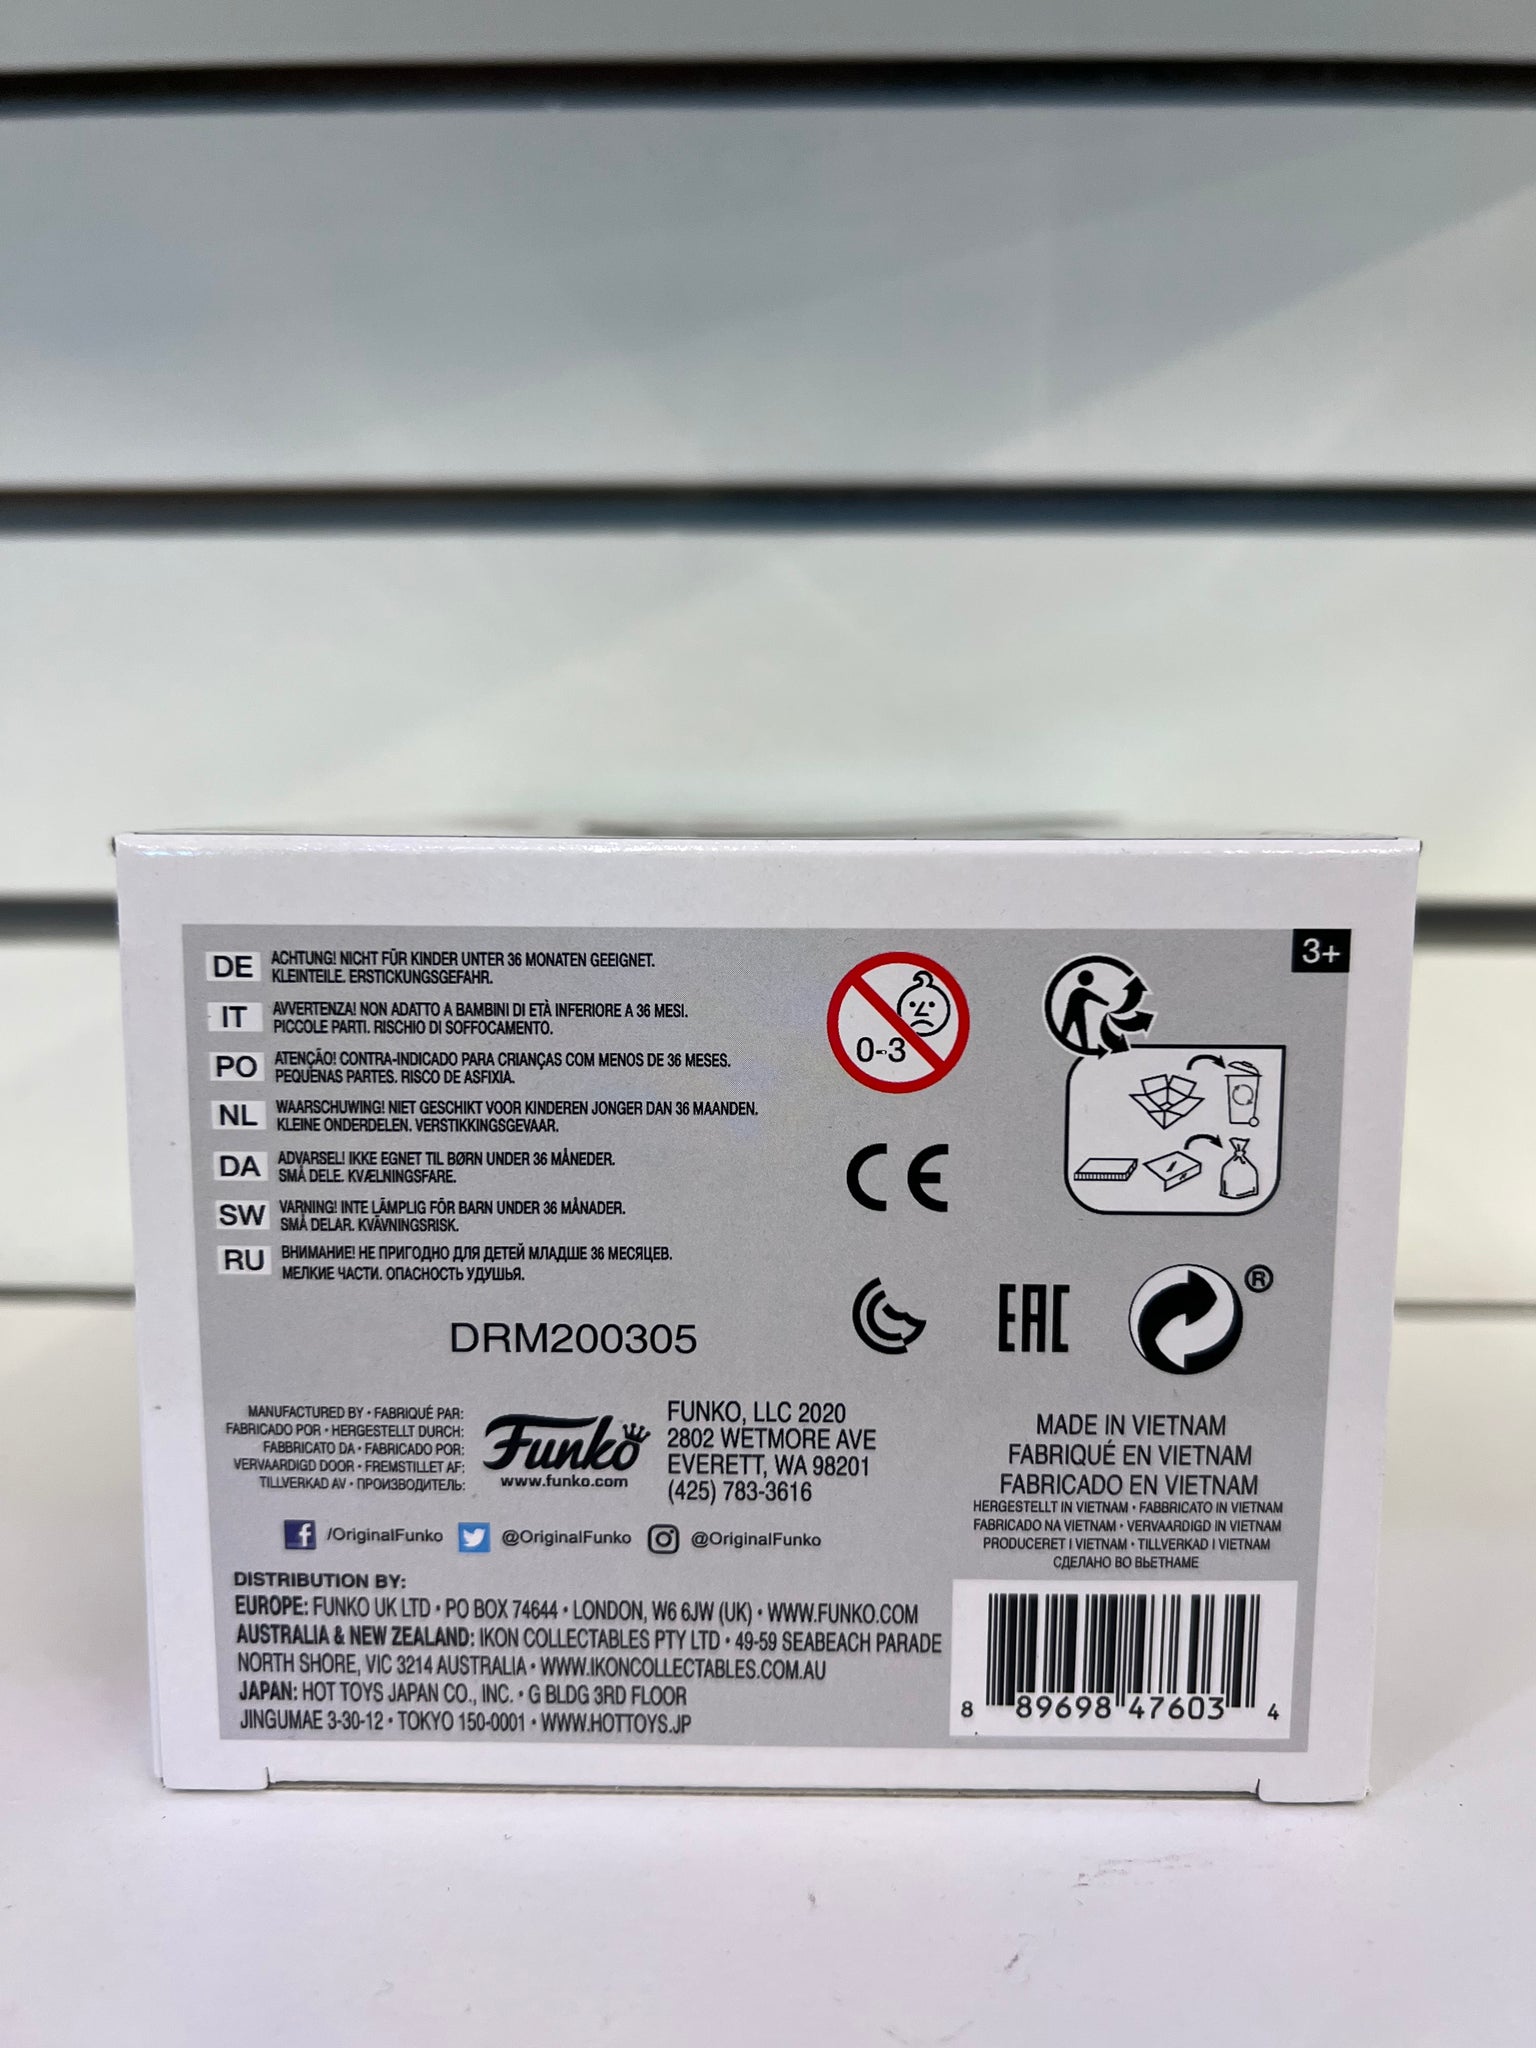 3+
DE ACHTUNG! NICHT FÜR KINDER UNTER 36 MONATEN GEEIGNET.
KLEINTEILE. ERSTICKUNGSGEFAHR.
IT AVVERTENZA! NON ADATTO A BAMBINI DI ETÀ INFERIORE A 36 MESI.
PICCOLE PARTI. RISCHIO DI SOFFOCAMENTO.
PO ATENÇÃO! CONTRA-INDICADO PARA CRIANÇAS COM MENOS DE 36 MESES.
PEQUENAS PARTES. RISCO DE ASFIXIA.
NL WAARSCHUWING! NIET GESCHIKT VOOR KINDEREN JONGER DAN 36 MAANDEN.
KLEINE ONDERDELEN. VERSTIKKINGSGEVAAR.
DA ADVARSEL! IKKE EGNET TIL BØRN UNDER 36 MÅNEDER.
SMÅ DELE. KVÆLNINGSFARE.
SW VARNING! INTE LÄMPLIG FÖR BARN UNDER 36 MÅNADER.
SMÅ DELAR. KVÄVNINGSRISK.
RU ВНИМАНИЕ! НЕ ПРИГОДНО ДЛЯ ДЕТЕЙ МЛАДШЕ 36 МЕСЯЦЕВ.
МЕЛКИЕ ЧАСТИ. ОПАСНОСТЬ УДУШЬЯ.
0-3
CE
EAC
®
DRM200305
MANUFACTURED BY • FABRIQUÉ PAR:
FABRICADO POR • HERGESTELLT DURCH:
FABBRICATO DA • FABRICADO POR:
VERVAARDIGD DOOR • FREMSTILLET AF:
TILLVERKAD AV • ПРОИЗВОДИТЕЛЬ:
Funko
www.funko.com
FUNKO, LLC 2020
2802 WETMORE AVE
EVERETT, WA 98201
(425) 783-3616
/OriginalFunko @OriginalFunko @OriginalFunko
MADE IN VIETNAM
FABRIQUÉ EN VIETNAM
FABRICADO EN VIETNAM
HERGESTELLT IN VIETNAM • FABBRICATO IN VIETNAM
FABRICADO NA VIETNAM • VERVAARDIGD IN VIETNAM
PRODUCERET I VIETNAM • TILLVERKAD I VIETNAM
СДЕЛАНО ВО ВЬЕТНАМЕ
DISTRIBUTION BY:
EUROPE: FUNKO UK LTD • PO BOX 74644 • LONDON, W6 6JW (UK) • WWW.FUNKO.COM
AUSTRALIA & NEW ZEALAND: IKON COLLECTABLES PTY LTD • 49-59 SEABEACH PARADE
NORTH SHORE, VIC 3214 AUSTRALIA • WWW.IKONCOLLECTABLES.COM.AU
JAPAN: HOT TOYS JAPAN CO., INC. • G BLDG 3RD FLOOR
JINGUMAE 3-30-12 • TOKYO 150-0001 • WWW.HOTTOYS.JP
8 89698 47603 4